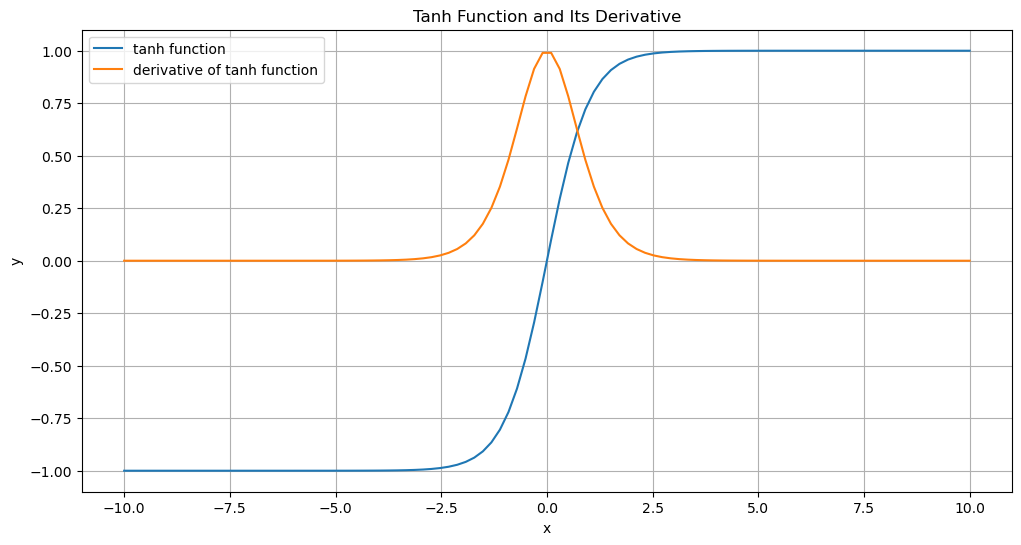 Tanh Function and Its Derivative
tanh function
derivative of tanh function
1.00
0.75
0.50
0.25
0.00
−0.25
−0.50
−0.75
−1.00
y
−10.0 −7.5 −5.0 −2.5 0.0 2.5 5.0 7.5 10.0
x